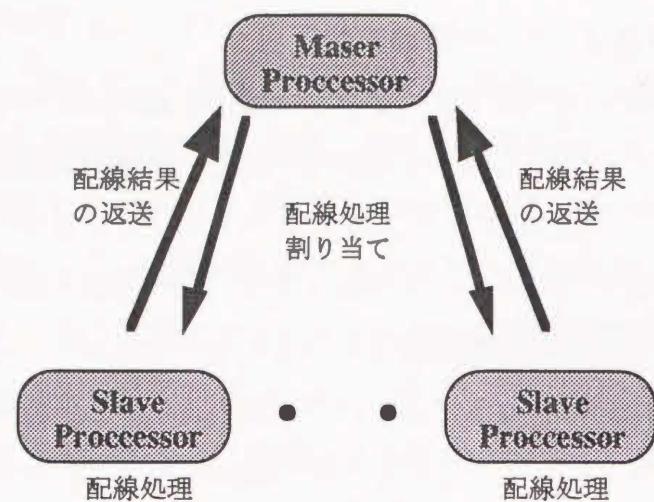 Maser
Proccessor
配線結果
の返送
配線処理
割り当て
配線結果
の返送
Slave
Proccessor
配線処理
Slave
Proccessor
配線処理